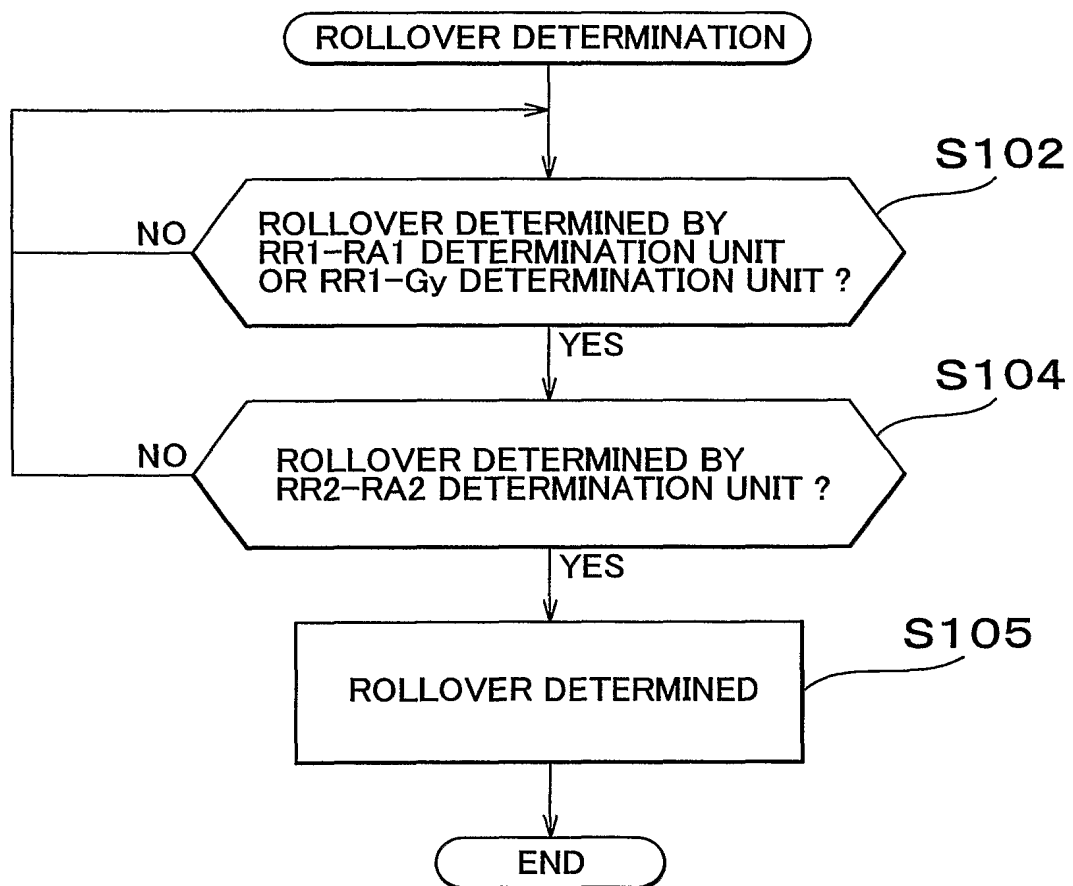 ROLLOVER DETERMINATION
S102
NO
ROLLOVER DETERMINED BY
RR1-RA1 DETERMINATION UNIT
OR RR1-Gy DETERMINATION UNIT ?
YES
S104
NO
ROLLOVER DETERMINED BY
RR2-RA2 DETERMINATION UNIT ?
YES
S105
ROLLOVER DETERMINED
END